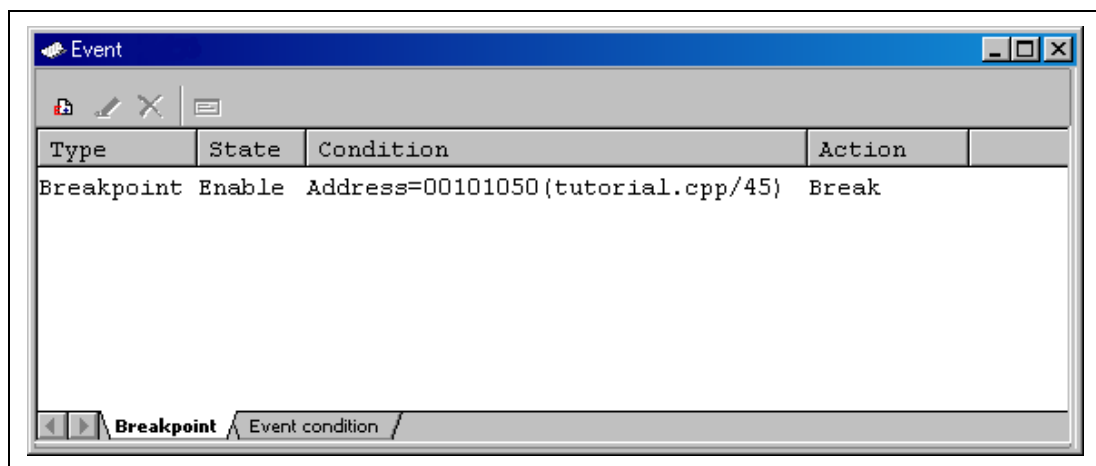 Event
Type State Condition Action
Breakpoint Enable Address=00101050(tutorial.cpp/45) Break
Breakpoint Event condition